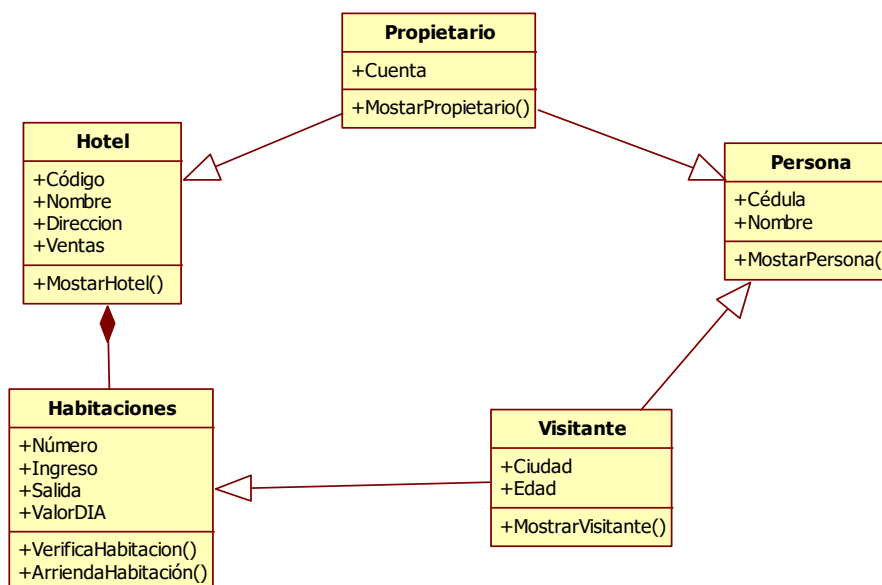 Propietario
+Cuenta
+MostarPropietario()
Hotel
+Código
+Nombre
+Direccion
+Ventas
+MostarHotel()
Persona
+Cédula
+Nombre
+MostarPersona(
Habitaciones
+Número
+Ingreso
+Salida
+ValorDIA
+VerificaHabitacion()
+ArriendaHabitación()
Visitante
+Ciudad
+Edad
+MostrarVisitante()